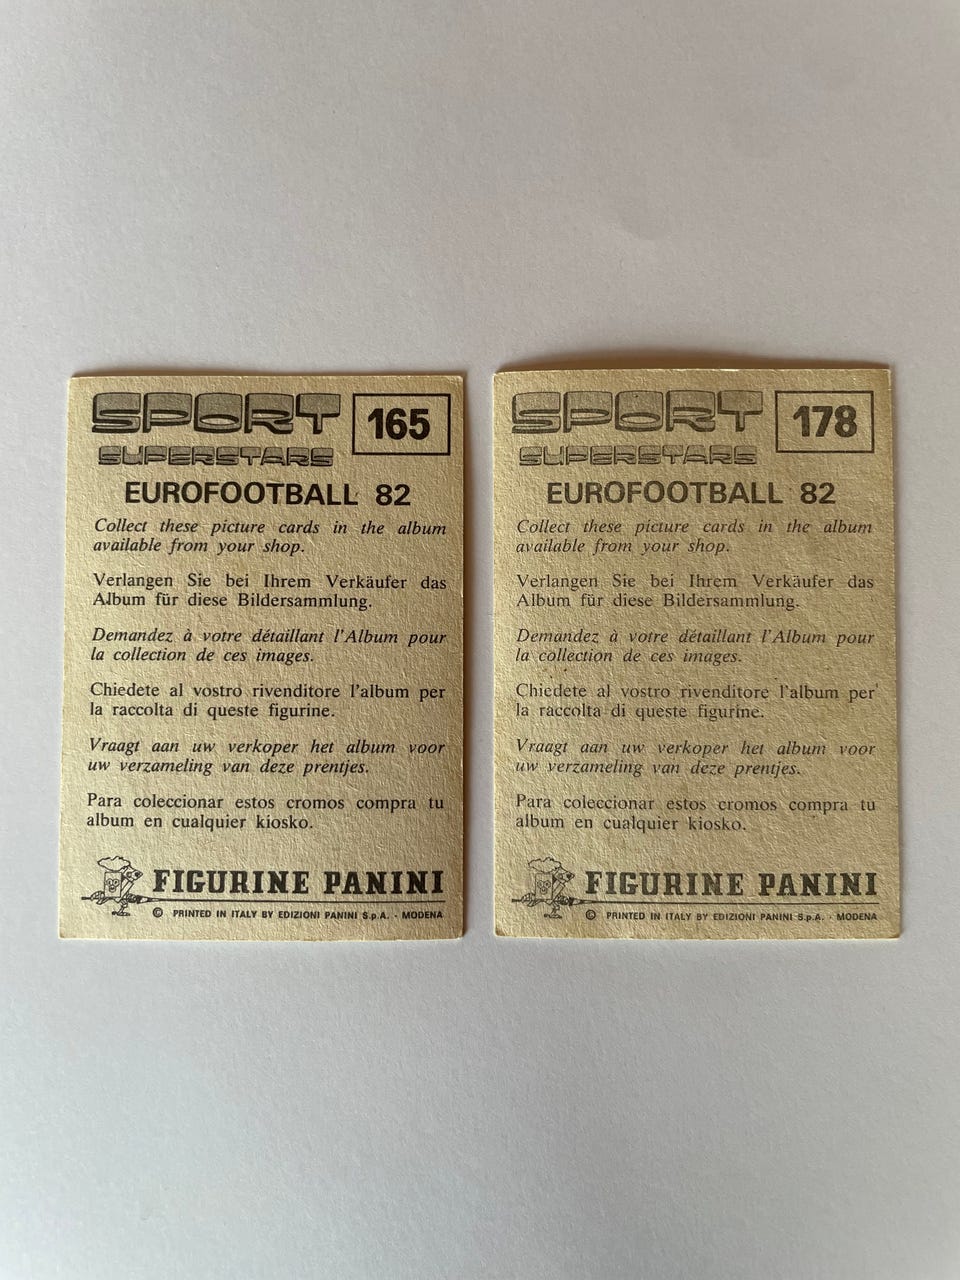 SPORT
165
SUPERSTARS
EUROFOOTBALL 82
Collect these picture cards in the album
available from your shop.
Verlangen Sie bei Ihrem Verkäufer das
Album für diese Bildersammlung.
Demandez à votre détaillant l'Album pour
la collection de ces images.
Chiedete al vostro rivenditore l'album per
la raccolta di queste figurine.
Vraagt aan uw verkoper het album voor
uw verzameling van deze prentjes.
Para coleccionar estos cromos compra tu
album en cualquier kiosko.
FIGURINE PANINI
© PRINTED IN ITALY BY EDIZIONI PANINI S.p.A. - MODENA
SPORT
178
SUPERSTARS
EUROFOOTBALL 82
Collect these picture cards in the album
available from your shop.
Verlangen Sie bei Ihrem Verkäufer das
Album für diese Bildersammlung.
Demandez à votre détaillant l'Album pour
la collection de ces images.
Chiedete al vostro rivenditore l'album per
la raccolta di queste figurine.
Vraagt aan uw verkoper het album voor
uw verzameling van deze prentjes.
Para coleccionar estos cromos compra tu
album en cualquier kiosko.
FIGURINE PANINI
© PRINTED IN ITALY BY EDIZIONI PANINI S.p.A. - MODENA